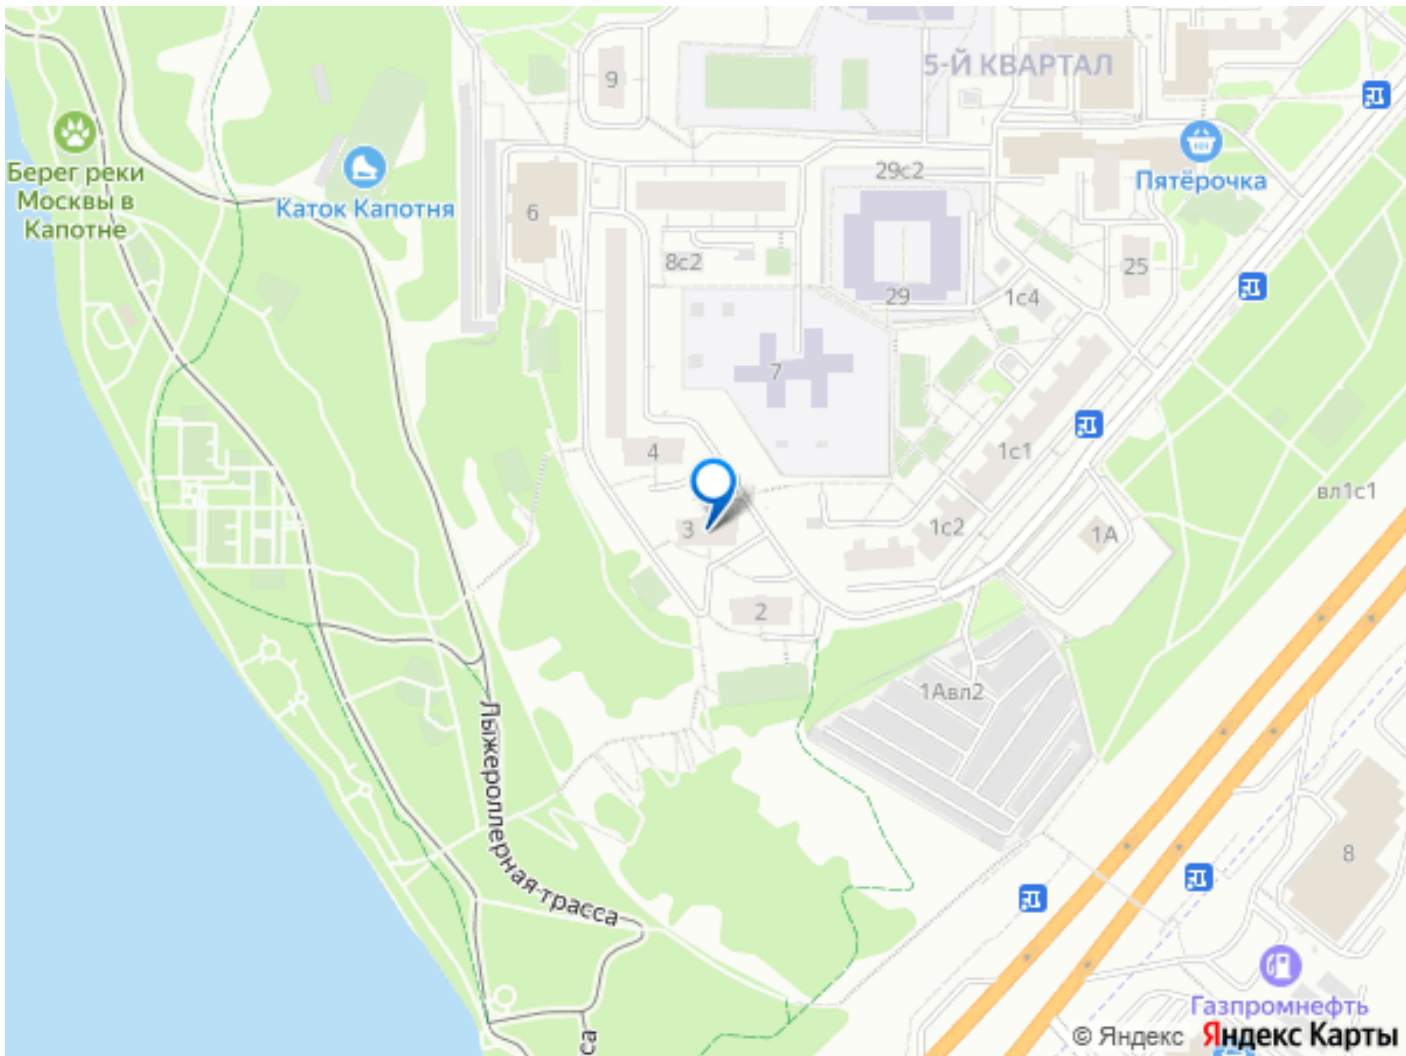 9
5-Й КВАРТАЛ
Берег реки
Москвы в
Капотне
Каток Капотня
6
29с2
Пятёрочка
8с2
29
1с4
25
7
4
1с1
вл1с1
3
1с2
1А
2
1Авл2
Лыжероллерная трасса
8
Газпромнефть
са
© Яндекс Яндекс Карты